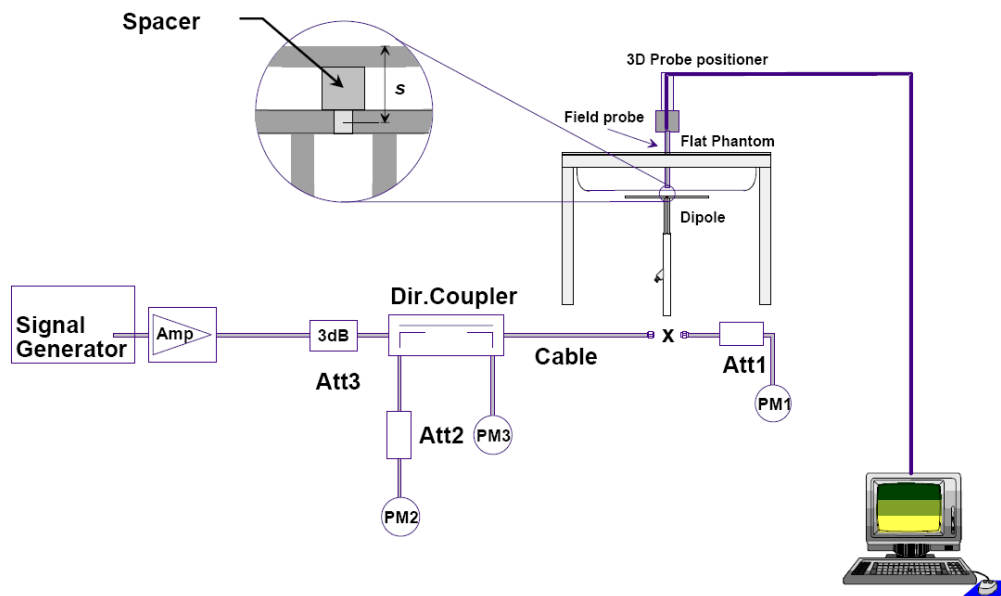 Spacer
s
3D Probe positioner
Field probe
Flat Phantom
Dipole
Signal
Generator
Amp
3dB
Att3
Dir.Coupler
Cable
X
Att1
PM1
Att2
PM3
PM2